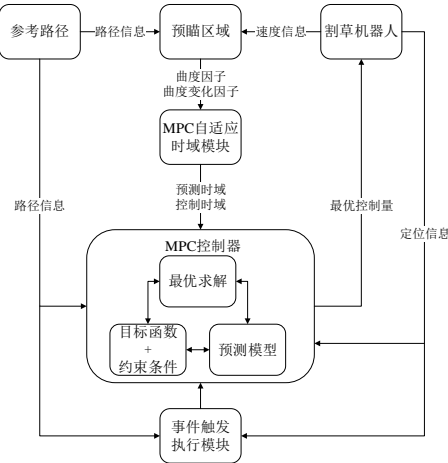 参考路径
路径信息
预瞄区域
速度信息
割草机器人
曲度因子
曲度变化因子
MPC自适应
时域模块
预测时域
控制时域
路径信息
最优控制量
定位信息
MPC控制器
最优求解
目标函数
+
约束条件
预测模型
事件触发
执行模块